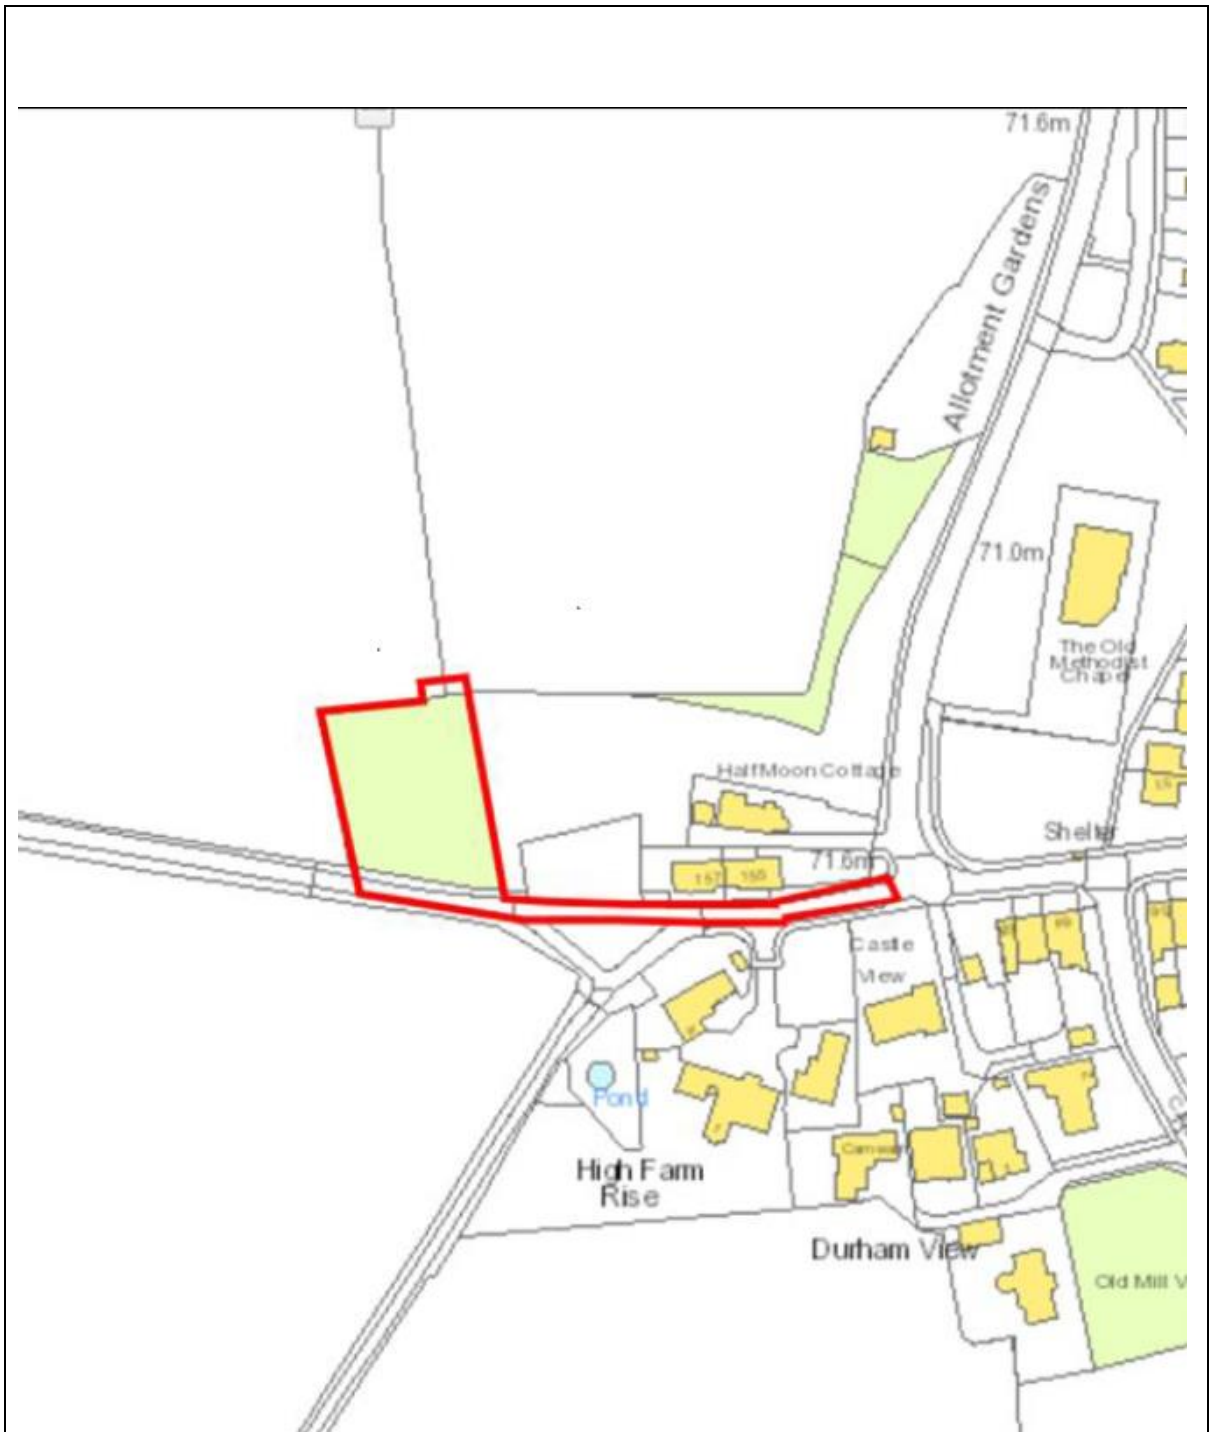 71.6m
Allotment Gardens
71.0m
The Old
Methodist
Chapel
Half Moon Cottage
Shelter
71.6m
157
Castle
View
Pond
High Farm
Rise
Durham View
Old Mill V